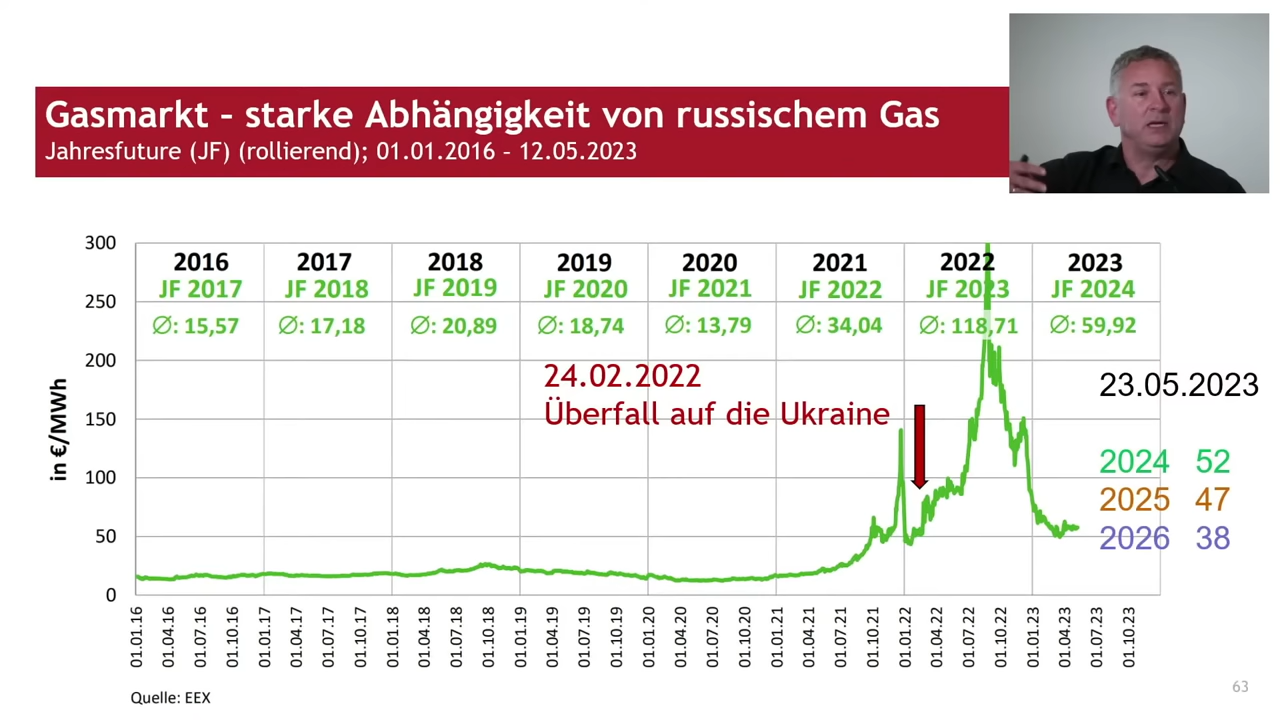 Gasmarkt – starke Abhängigkeit von russischem Gas
Jahresfuture (JF) (rollierend); 01.01.2016 – 12.05.2023
in €/MWh
300
250
200
150
100
50
0
2016 2017 2018 2019 2020 2021 2022 2023
JF 2017 JF 2018 JF 2019 JF 2020 JF 2021 JF 2022 JF 2023 JF 2024
∅: 15,57 ∅: 17,18 ∅: 20,89 ∅: 18,74 ∅: 13,79 ∅: 34,04 ∅: 118,71 ∅: 59,92
24.02.2022
Überfall auf die Ukraine
23.05.2023
2024 52
2025 47
2026 38
01.01.16 01.04.16 01.07.16 01.10.16 01.01.17 01.04.17 01.07.17 01.10.17 01.01.18 01.04.18 01.07.18 01.10.18 01.01.19 01.04.19 01.07.19 01.10.19 01.01.20 01.04.20 01.07.20 01.10.20 01.01.21 01.04.21 01.07.21 01.10.21 01.01.22 01.04.22 01.07.22 01.10.22 01.01.23 01.04.23 01.07.23 01.10.23
Quelle: EEX
63